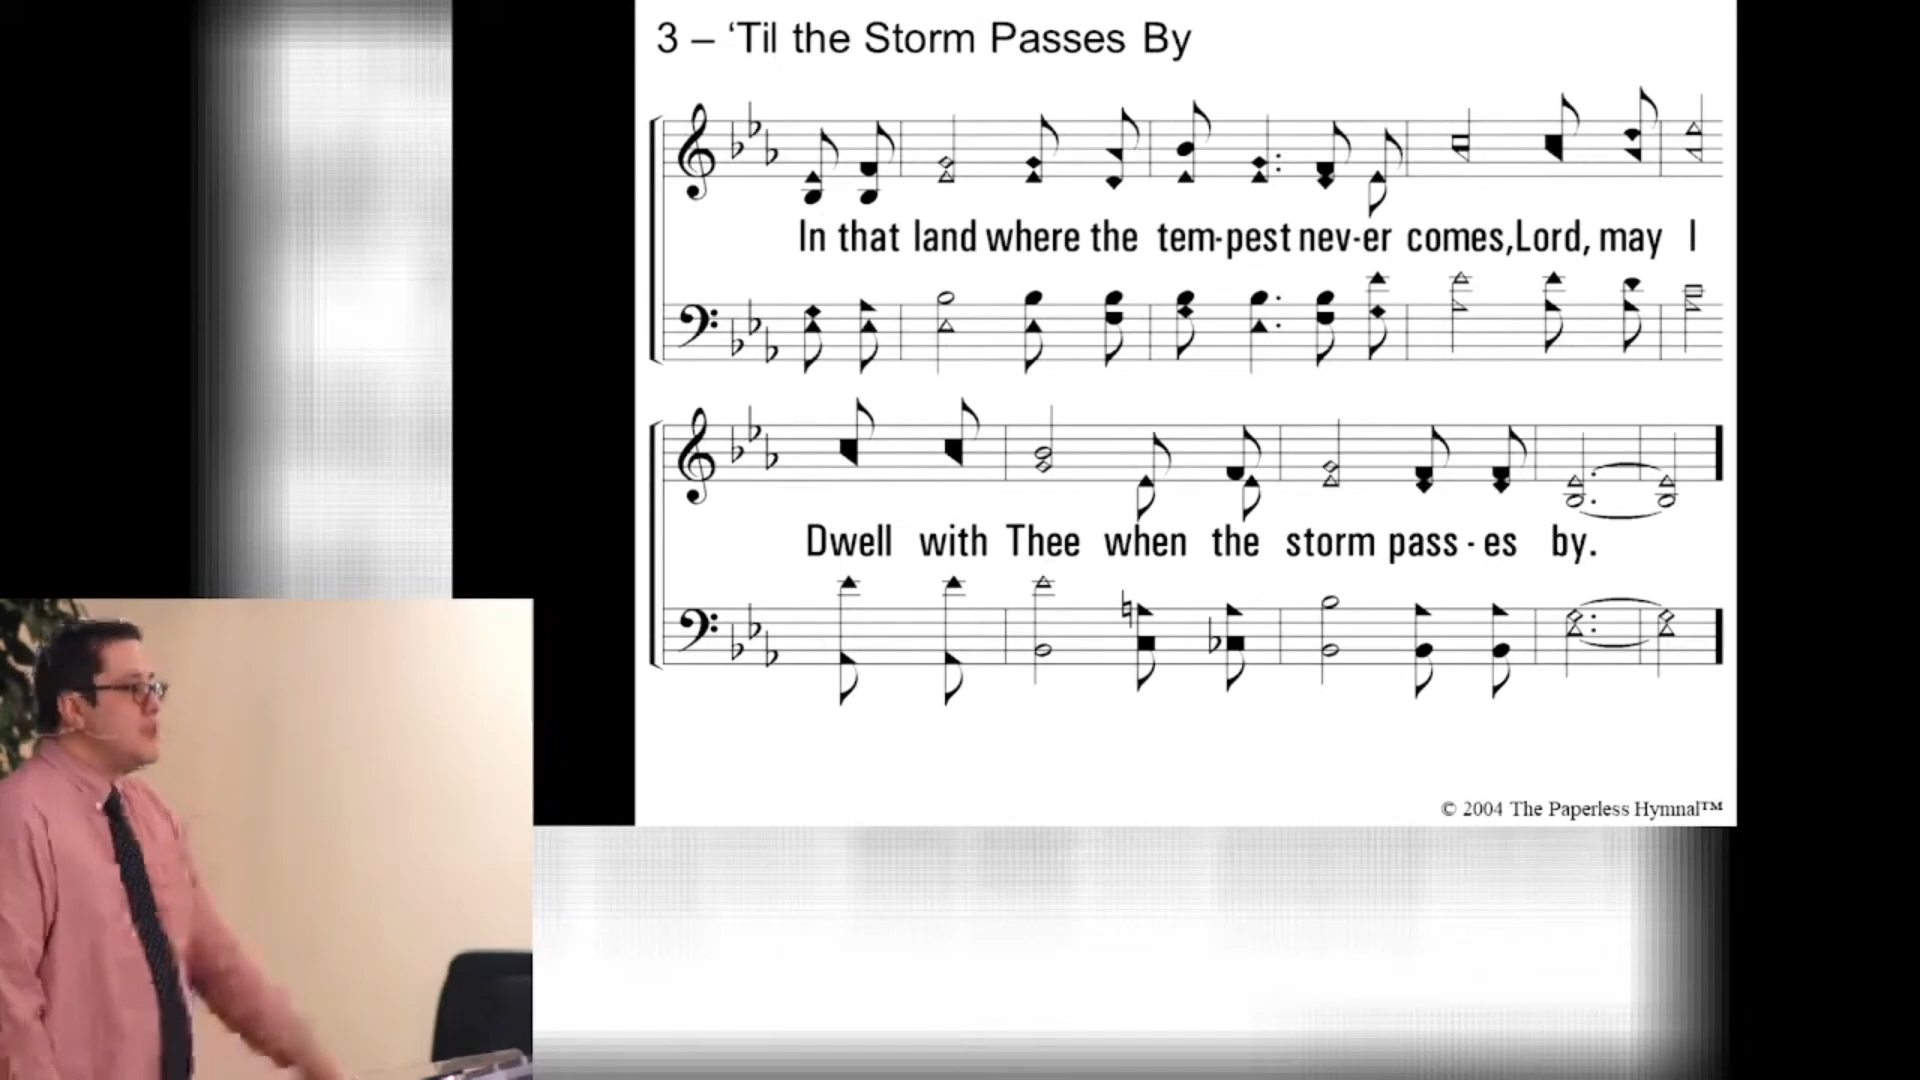 3 – ‘Til the Storm Passes By
In that land where the tem-pest nev-er comes, Lord, may I
Dwell with Thee when the storm pass - es by.
© 2004 The Paperless Hymnal™